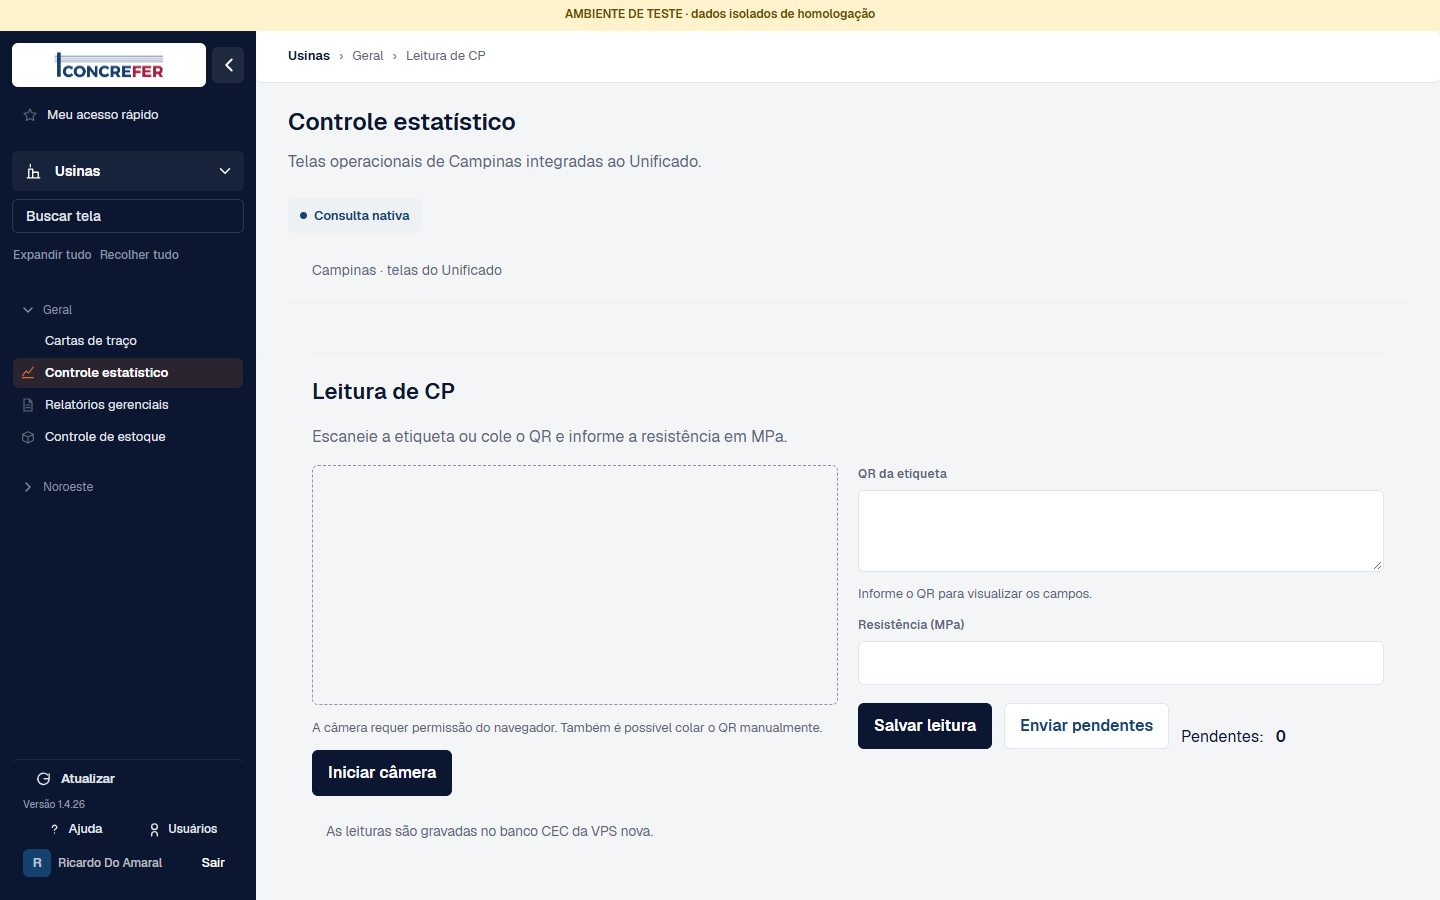 AMBIENTE DE TESTE · dados isolados de homologação
CONCREFER
Meu acesso rápido
Usinas
Buscar tela
Expandir tudo Recolher tudo
Geral
Cartas de traço
Controle estatístico
Relatórios gerenciais
Controle de estoque
Noroeste
Atualizar
Versão 1.4.26
? Ajuda Usuários
R Ricardo Do Amaral Sair
Usinas › Geral › Leitura de CP
Controle estatístico
Telas operacionais de Campinas integradas ao Unificado.
Consulta nativa
Campinas · telas do Unificado
Leitura de CP
Escaneie a etiqueta ou cole o QR e informe a resistência em MPa.
A câmera requer permissão do navegador. Também é possível colar o QR manualmente.
Iniciar câmera
As leituras são gravadas no banco CEC da VPS nova.
QR da etiqueta
Informe o QR para visualizar os campos.
Resistência (MPa)
Salvar leitura Enviar pendentes Pendentes: 0